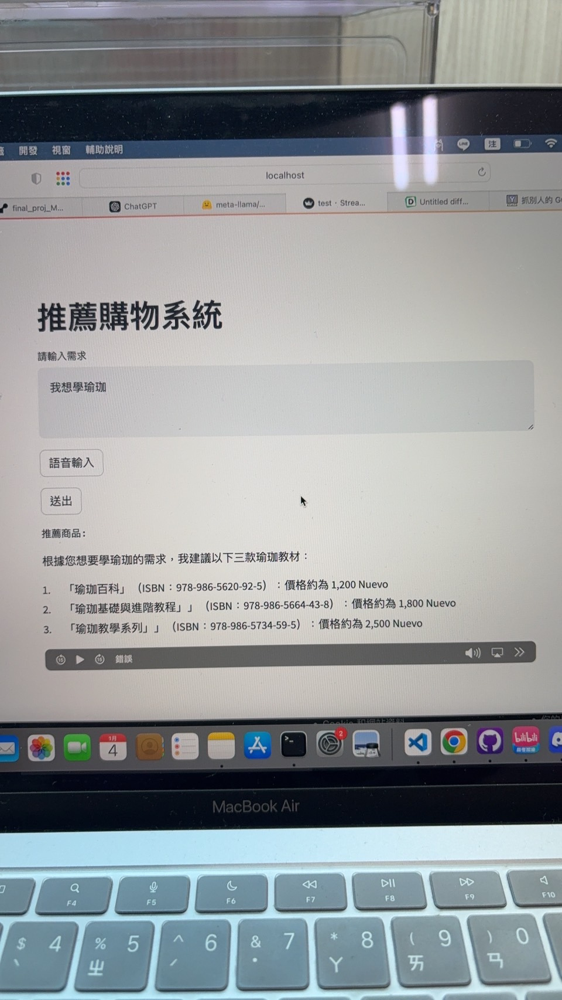 開發 視窗 輔助說明 LINE 注
localhost
final_proj_M... ChatGPT meta-llama/... test · Strea... Untitled diff... 抓別人的
推薦購物系統
請輸入需求
我想學瑜珈
語音輸入
送出
推薦商品:
根據您想要學瑜珈的需求，我建議以下三款瑜珈教材：
1. 「瑜珈百科」（ISBN：978-986-5620-92-5）：價格約為 1,200 Nuevo
2. 「瑜珈基礎與進階教程」」（ISBN：978-986-5664-43-8）：價格約為 1,800 Nuevo
3. 「瑜珈教學系列」」（ISBN：978-986-5734-59-5）：價格約為 2,500 Nuevo
15 15 錯誤
1月
4
2
bilibili
MacBook Air
F4 F5 F6 F7 F8 F9 F10
$ 4 % 5 ^ 6 & 7 * 8 ( 9 ) 0
ˋ ㄓ ˊ ˙ ㄚ ㄞ ㄢ